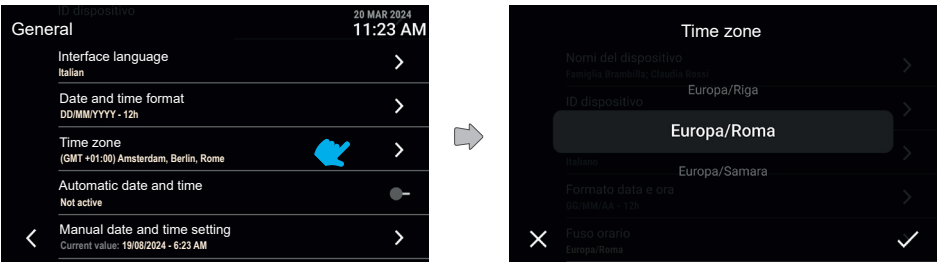 ID dispositivo
20 MAR 2024
General
11:23 AM
Interface language
Italian
Date and time format
DD/MM/YYYY - 12h
Time zone
(GMT +01:00) Amsterdam, Berlin, Rome
Automatic date and time
Not active
Manual date and time setting
Current value: 19/08/2024 - 6:23 AM
Time zone
Nomi del dispositivo
Famiglia Brambilla; Claudia Rossi
Europa/Riga
ID dispositivo
Europa/Roma
Italiano
Europa/Samara
Formato data e ora
GG/MM/AA - 12h
Fuso orario
Europa/Roma